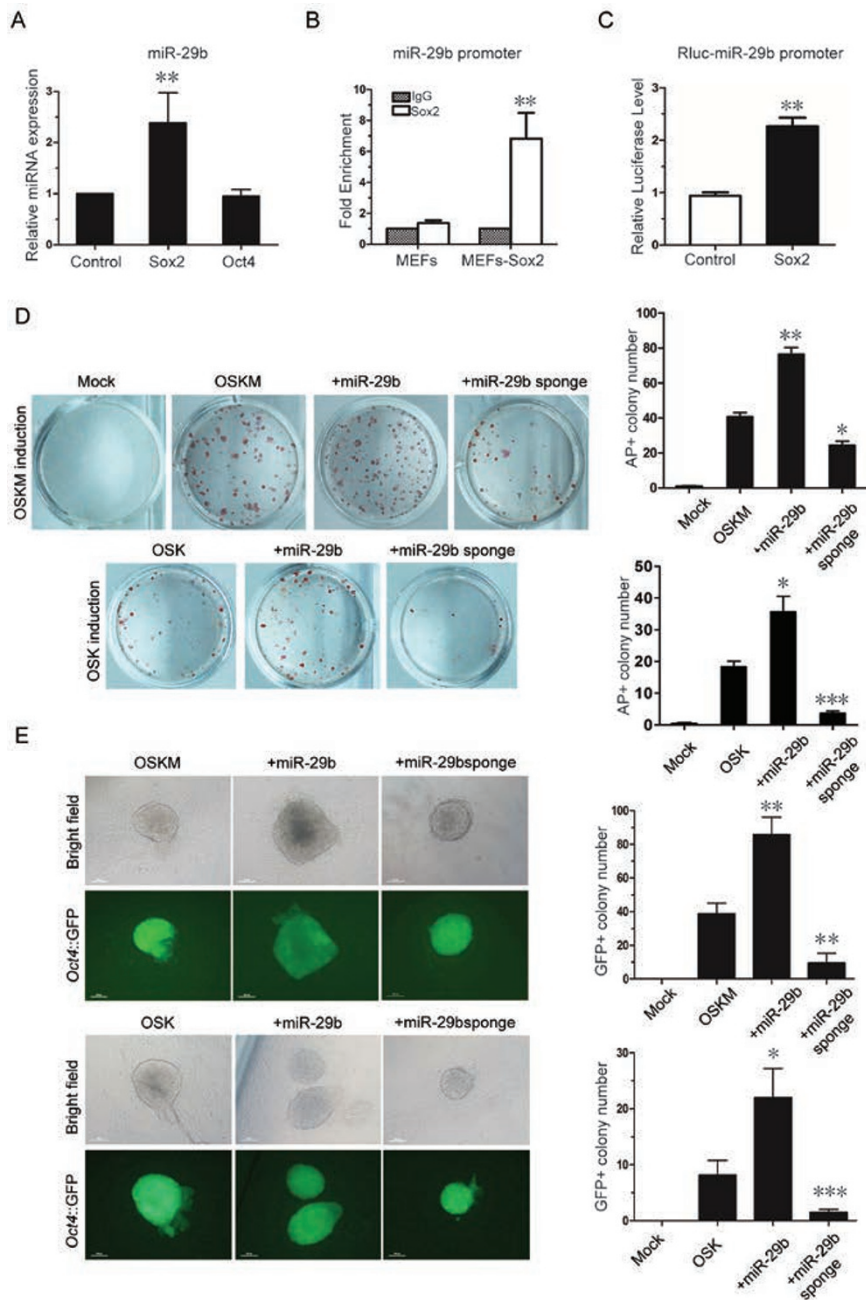 A
miR-29b
Relative miRNA expression
4
3
2
1
0
**
Control Sox2 Oct4
B
miR-29b promoter
Fold Enrichment
10
8
6
4
2
0
IgG
Sox2
**
MEFs MEFs-Sox2
C
Rluc-miR-29b promoter
Relative Luciferase Level
3
2
1
0
**
Control Sox2
D
Mock OSKM +miR-29b +miR-29b sponge
OSKM induction
OSK +miR-29b +miR-29b sponge
OSK induction
AP+ colony number
100
80
60
40
20
0
**
*
Mock OSKM +miR-29b +miR-29b sponge
AP+ colony number
50
40
30
20
10
0
*
***
Mock OSK +miR-29b +miR-29b sponge
E
OSKM +miR-29b +miR-29bsponge
Bright field
Oct4::GFP
OSK +miR-29b +miR-29bsponge
Bright field
Oct4::GFP
GFP+ colony number
100
80
60
40
20
0
**
**
Mock OSKM +miR-29b +miR-29b sponge
GFP+ colony number
30
20
10
0
*
***
Mock OSK +miR-29b +miR-29b sponge